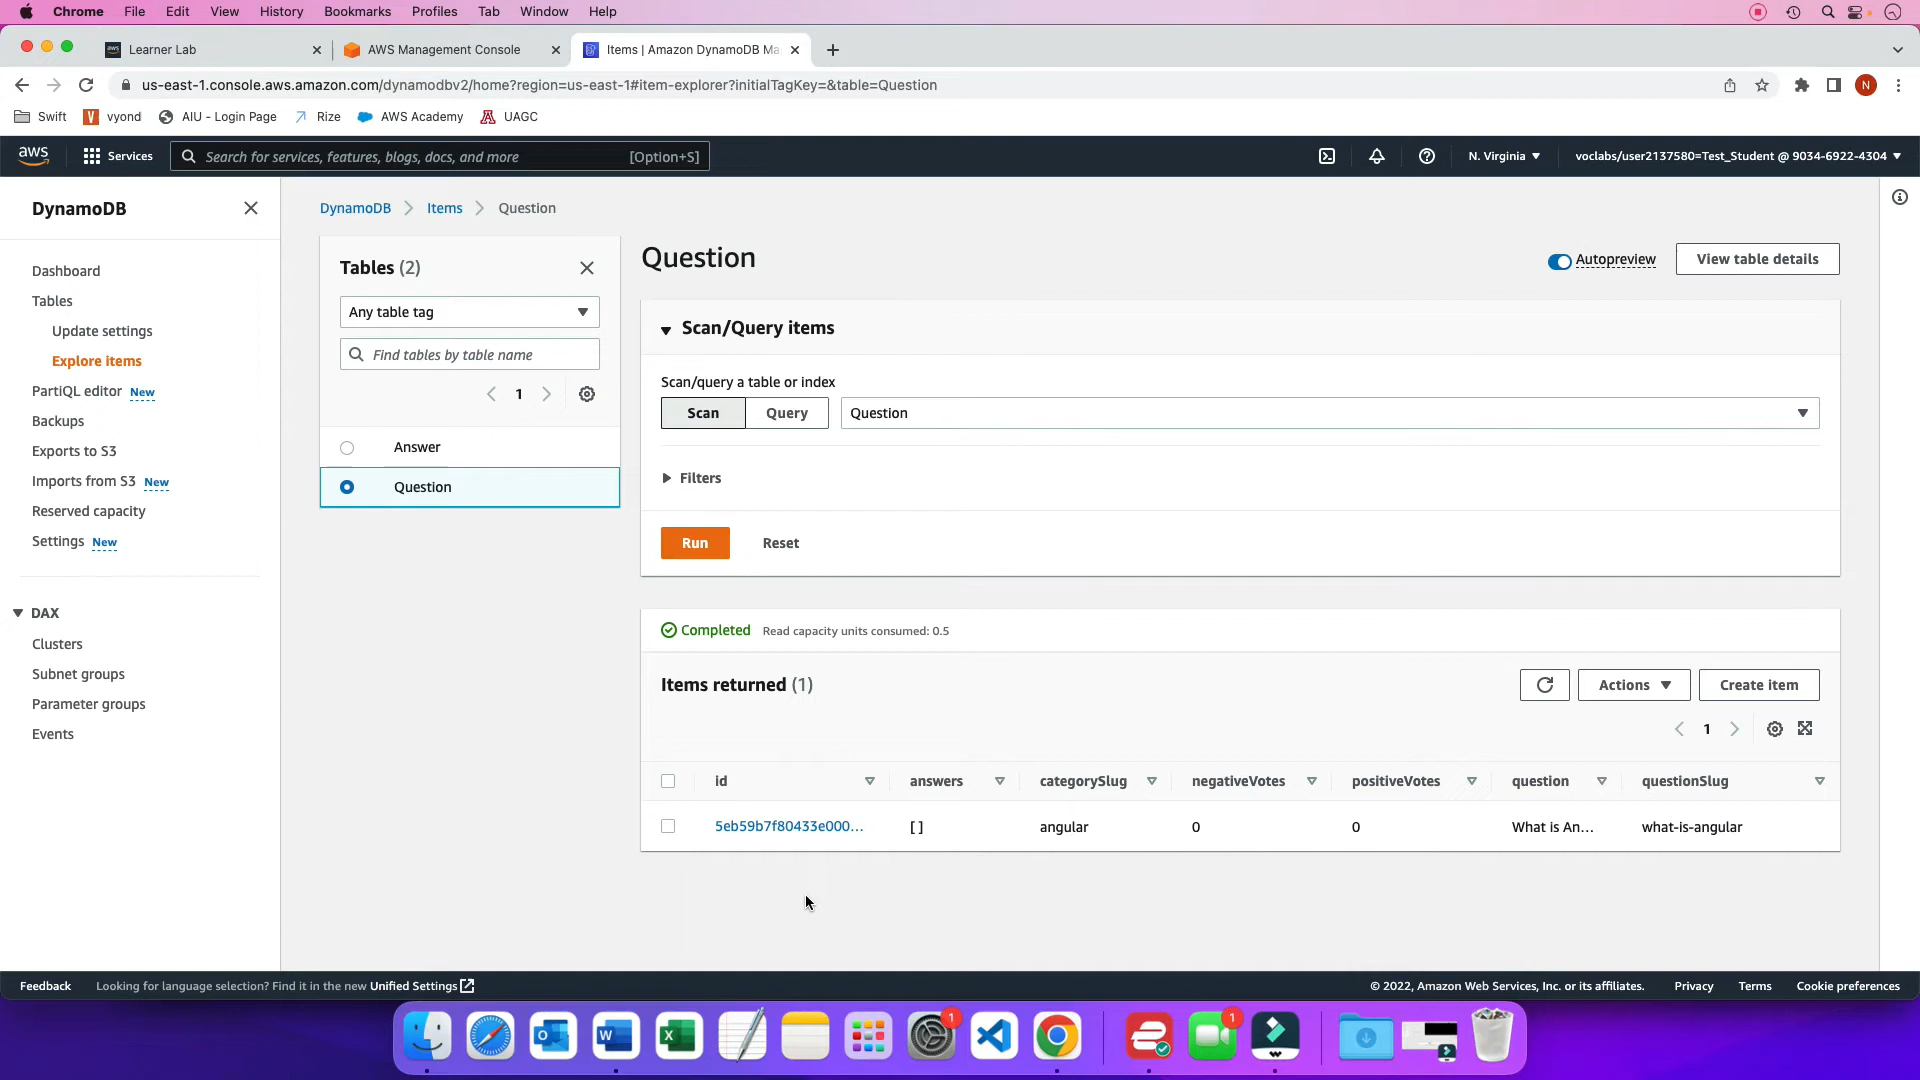 Chrome File Edit View History Bookmarks Profiles Tab Window Help
Learner Lab
AWS Management Console
Items | Amazon DynamoDB Ma
us-east-1.console.aws.amazon.com/dynamodbv2/home?region=us-east-1#item-explorer?initialTagKey=&table=Question
N
Swift vyond AIU - Login Page Rize AWS Academy UAGC
aws Services Search for services, features, blogs, docs, and more [Option+S] N. Virginia voclabs/user2137580=Test_Student @ 9034-6922-4304
DynamoDB
Dashboard
Tables
Update settings
Explore items
PartiQL editor New
Backups
Exports to S3
Imports from S3 New
Reserved capacity
Settings New
DAX
Clusters
Subnet groups
Parameter groups
Events
DynamoDB Items Question
Tables (2)
Any table tag
Find tables by table name
1
Answer
Question
Question
Autopreview
View table details
Scan/Query items
Scan/query a table or index
Scan Query Question
Filters
Run Reset
Completed Read capacity units consumed: 0.5
Items returned (1)
Actions Create item
1
id answers categorySlug negativeVotes positiveVotes question questionSlug
5eb59b7f80433e000... [ ] angular 0 0 What is An... what-is-angular
Feedback Looking for language selection? Find it in the new Unified Settings © 2022, Amazon Web Services, Inc. or its affiliates. Privacy Terms Cookie preferences
1
1